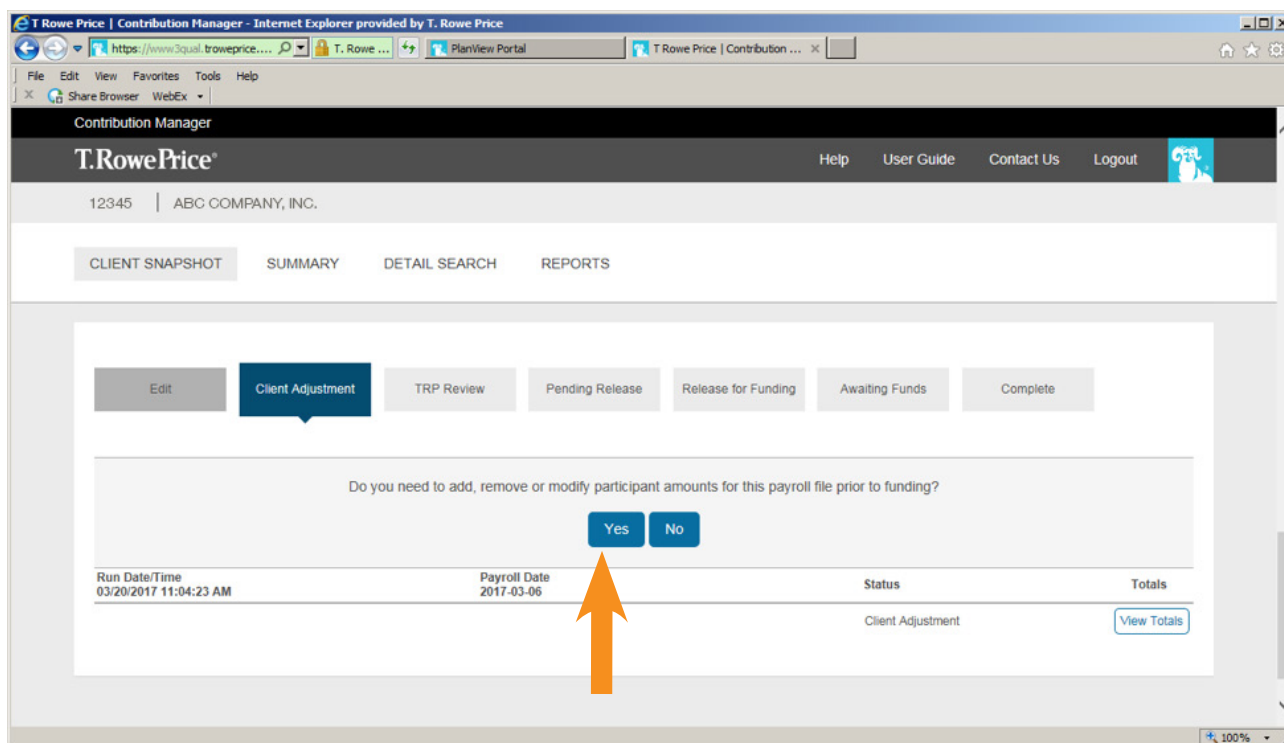 T Rowe Price | Contribution Manager - Internet Explorer provided by T. Rowe Price
https://www3qual.troweprice.... T. Rowe ... PlanView Portal T Rowe Price | Contribution ...
File Edit View Favorites Tools Help
Share Browser WebEx
Contribution Manager
T.RowePrice® Help User Guide Contact Us Logout
12345 | ABC COMPANY, INC.
CLIENT SNAPSHOT SUMMARY DETAIL SEARCH REPORTS
Edit Client Adjustment TRP Review Pending Release Release for Funding Awaiting Funds Complete
Do you need to add, remove or modify participant amounts for this payroll file prior to funding?
Yes No
Run Date/Time Payroll Date Status Totals
03/20/2017 11:04:23 AM 2017-03-06
Client Adjustment View Totals
100%